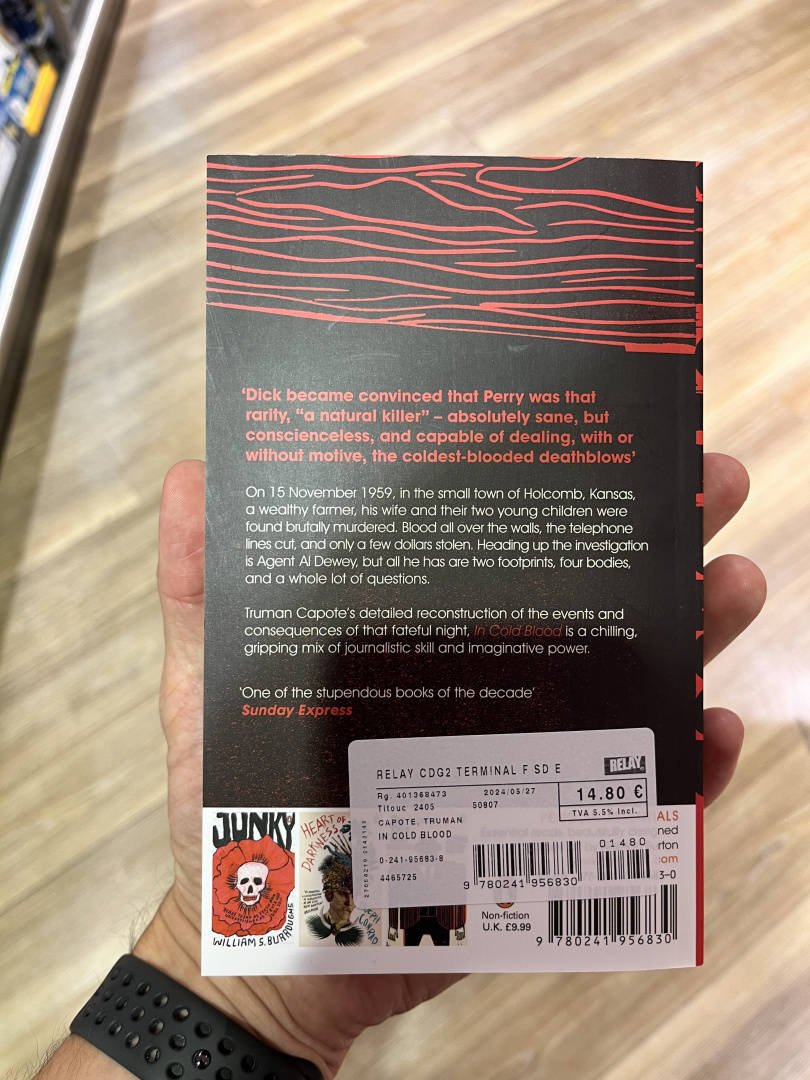 ‘Dick became convinced that Perry was that
rarity, “a natural killer” – absolutely sane, but
conscienceless, and capable of dealing, with or
without motive, the coldest-blooded deathblows’
On 15 November 1959, in the small town of Holcomb, Kansas,
a wealthy farmer, his wife and their two young children were
found brutally murdered. Blood all over the walls, the telephone
lines cut, and only a few dollars stolen. Heading up the investigation
is Agent Al Dewey, but all he has are two footprints, four bodies,
and a whole lot of questions.
Truman Capote’s detailed reconstruction of the events and
consequences of that fateful night, In Cold Blood is a chilling,
gripping mix of journalistic skill and imaginative power.
‘One of the stupendous books of the decade’
Sunday Express
RELAY CDG2 TERMINAL F SD E
RELAY
Rg. 401368473 2024/05/27
Titouc 2405 50807
14.80 €
TVA 5.5% Incl.
CAPOTE, TRUMAN
IN COLD BLOOD
0-241-95683-8
4465725
01480
9 780241 956830
JUNKY
WILLIAM S. BURROUGHS
HEART OF
DARKNESS
JOSEPH
CONRAD
ALS
ned
rton
.com
3-0
Non-fiction
U.K. £9.99
9 780241 956830